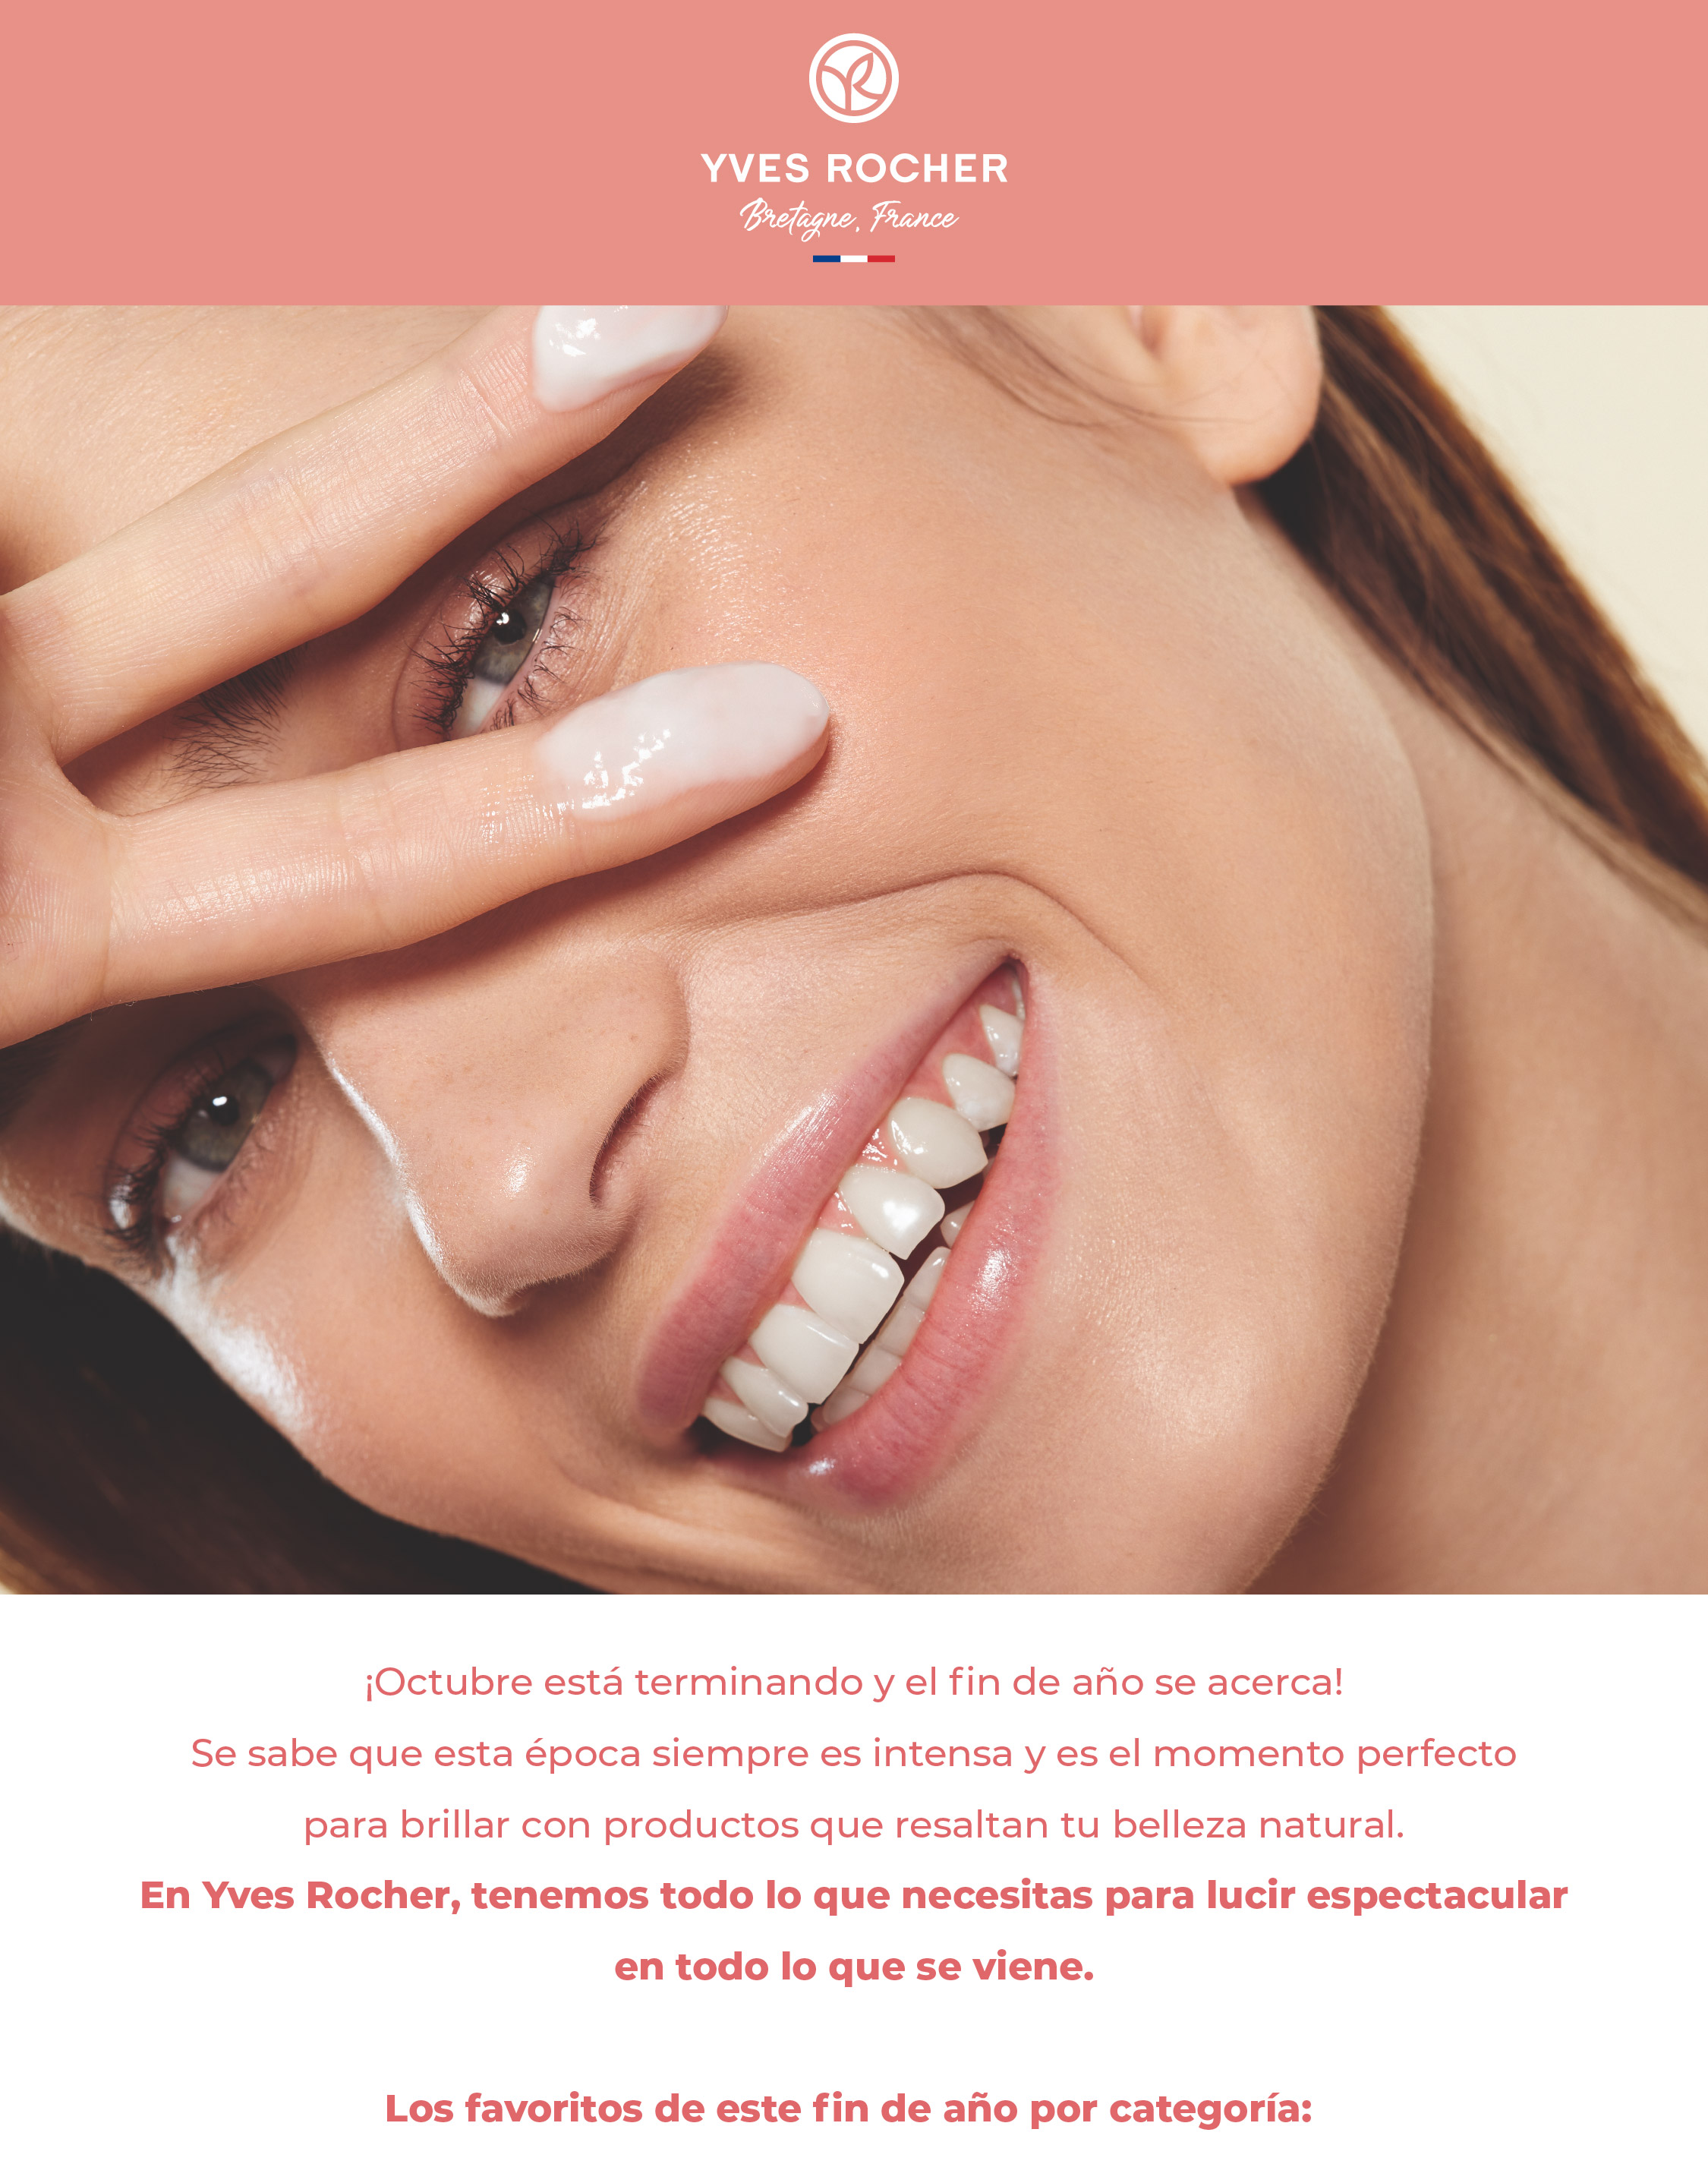 YVES ROCHER
Bretagne, France
¡Octubre está terminando y el fin de año se acerca!
Se sabe que esta época siempre es intensa y es el momento perfecto
para brillar con productos que resaltan tu belleza natural.
En Yves Rocher, tenemos todo lo que necesitas para lucir espectacular
en todo lo que se viene.
Los favoritos de este fin de año por categoría: